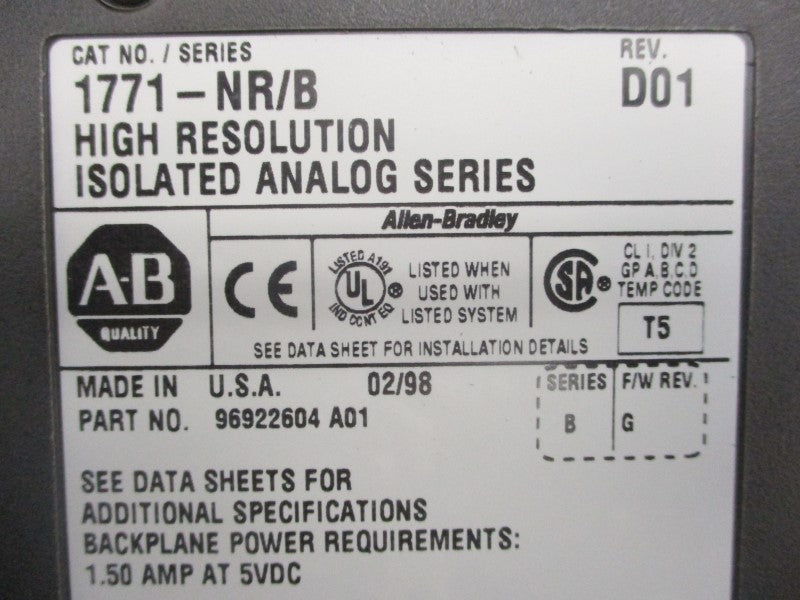 CAT NO. / SERIES
REV.
1771-NR/B
D01
HIGH RESOLUTION
ISOLATED ANALOG SERIES
Allen-Bradley
A-B
QUALITY
CE
LISTED A197
UL
®
IND CONT EQ
LISTED WHEN
USED WITH
LISTED SYSTEM
SA
®
CL I, DIV 2
GP A,B,C,D
TEMP CODE
T5
SEE DATA SHEET FOR INSTALLATION DETAILS
MADE IN U.S.A. 02/98
PART NO. 96922604 A01
SERIES F/W REV.
B G
SEE DATA SHEETS FOR
ADDITIONAL SPECIFICATIONS
BACKPLANE POWER REQUIREMENTS:
1.50 AMP AT 5VDC